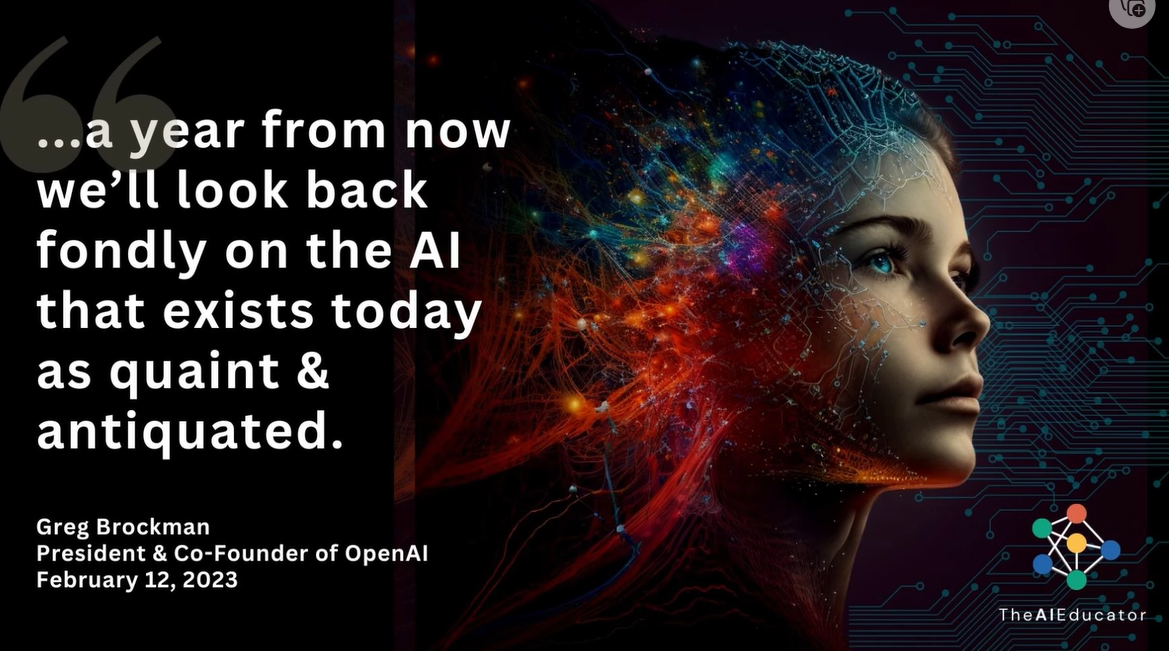 ...a year from now
we’ll look back
fondly on the AI
that exists today
as quaint &
antiquated.
Greg Brockman
President & Co-Founder of OpenAI
February 12, 2023
TheAIEducator